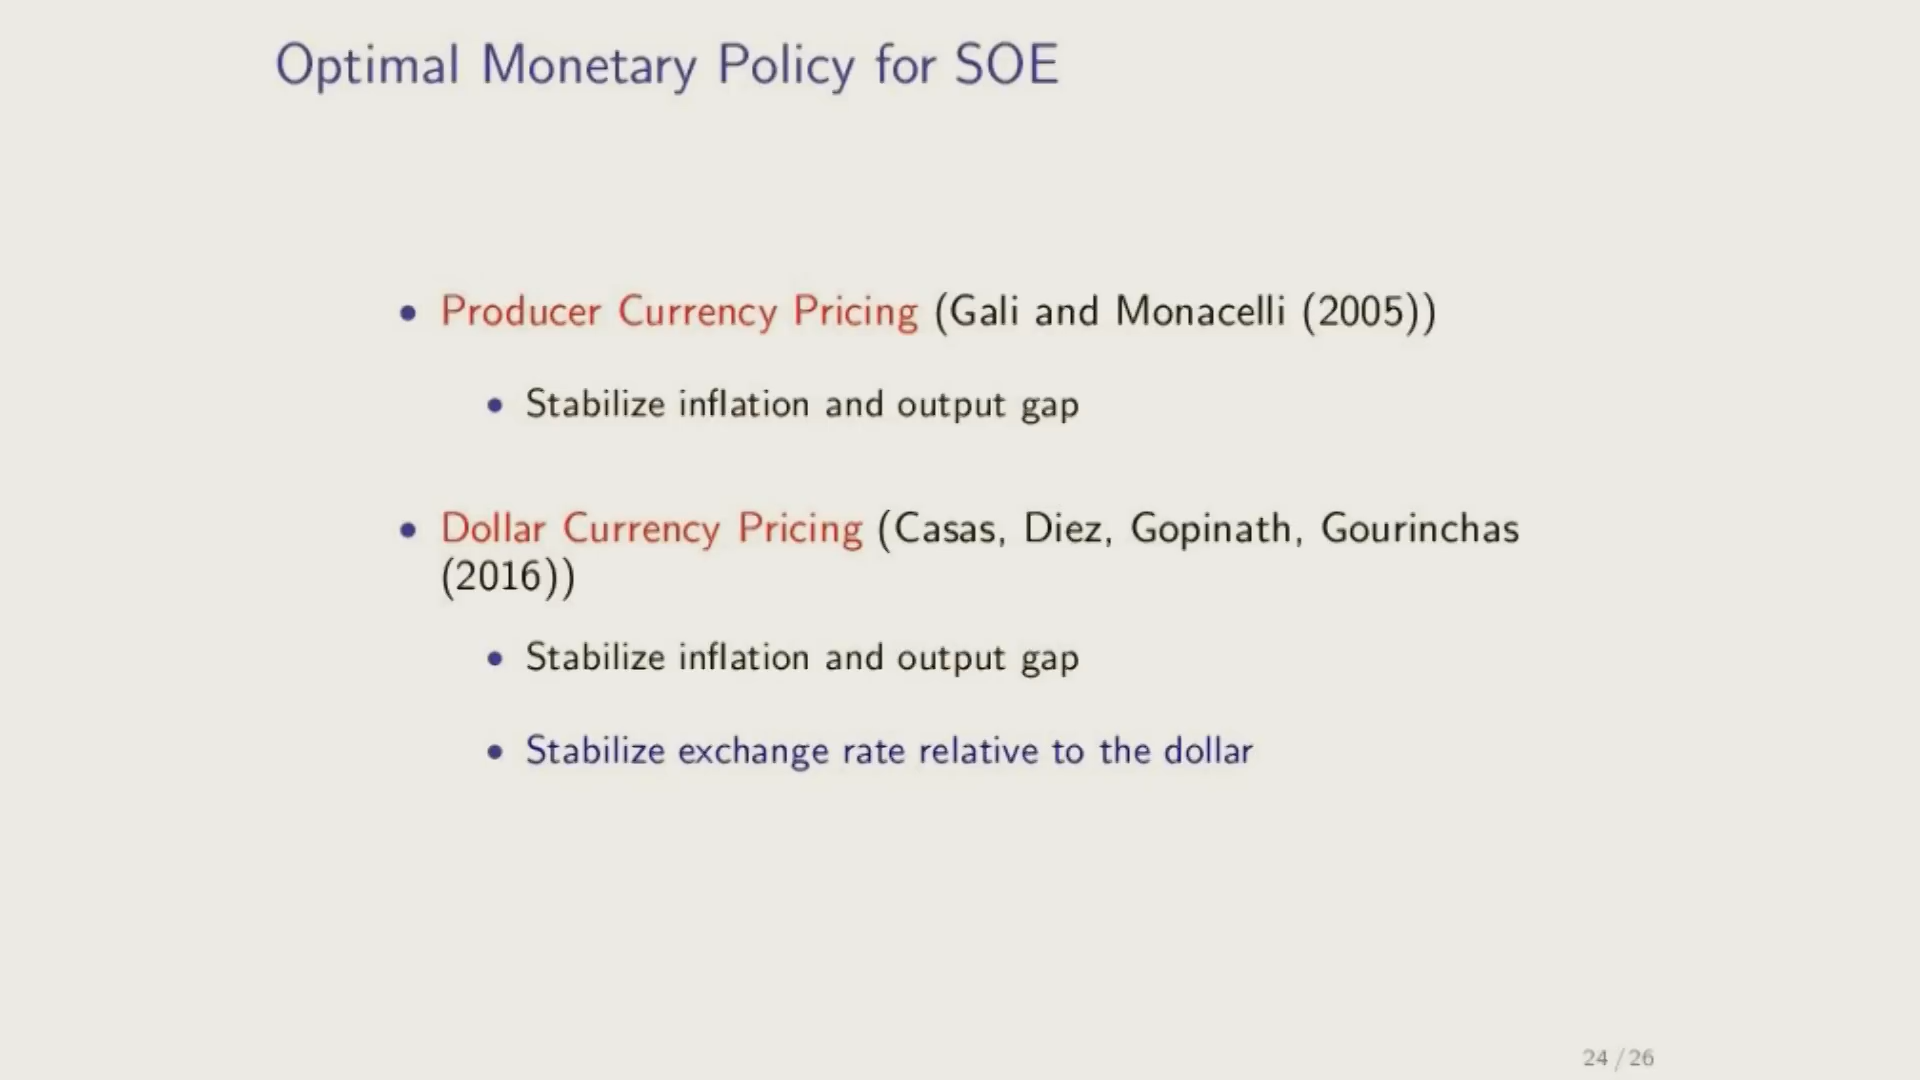 Optimal Monetary Policy for SOE
• Producer Currency Pricing (Gali and Monacelli (2005))
• Stabilize inflation and output gap
• Dollar Currency Pricing (Casas, Diez, Gopinath, Gourinchas
(2016))
• Stabilize inflation and output gap
• Stabilize exchange rate relative to the dollar
24 / 26